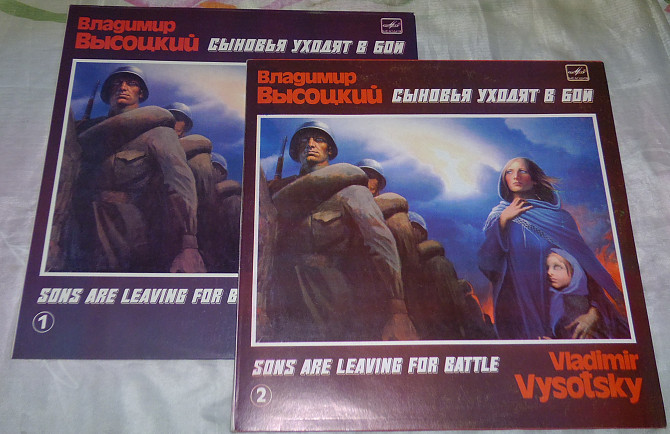 Владимир
Высоцкий СЫНОВЬЯ УХОДЯТ В БОЙ
SONS ARE LEAVING FOR B
1
Владимир
Высоцкий СЫНОВЬЯ УХОДЯТ В БОЙ
SONS ARE LEAVING FOR BATTLE
Vladimir
Vysotsky
2